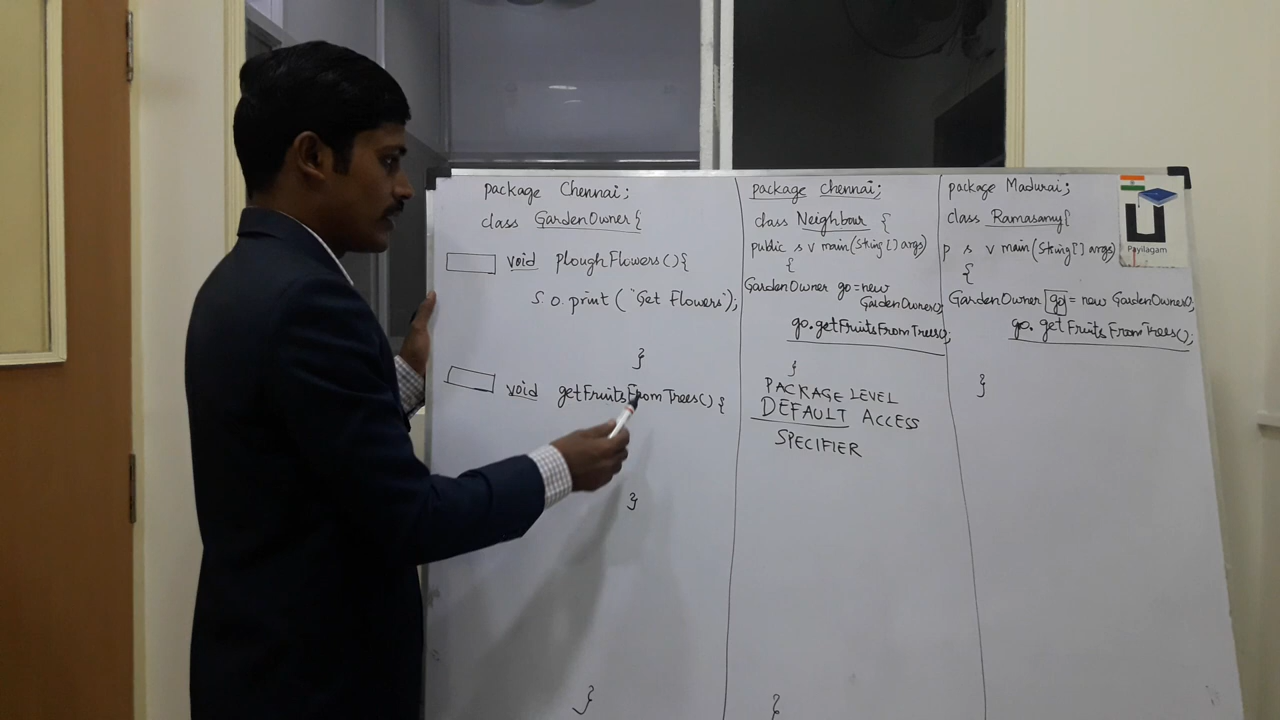 package Chennai;
class GardenOwner{
void ploughFlowers(){
S.O.print("Get Flowers");
}
void getFruitsFromTrees(){
}
}
package chennai;
class Neighbour {
public s v main(String[] args)
{
GardenOwner go=new
GardenOwner();
go.getFruitsFromTrees();
}
PACKAGE LEVEL
DEFAULT ACCESS
SPECIFIER
}
package Madurai;
class Ramasamy{
p s v main(String[] args)
{
GardenOwner go = new GardenOwner();
go. getFruitsFromTrees();
}
Payilagam